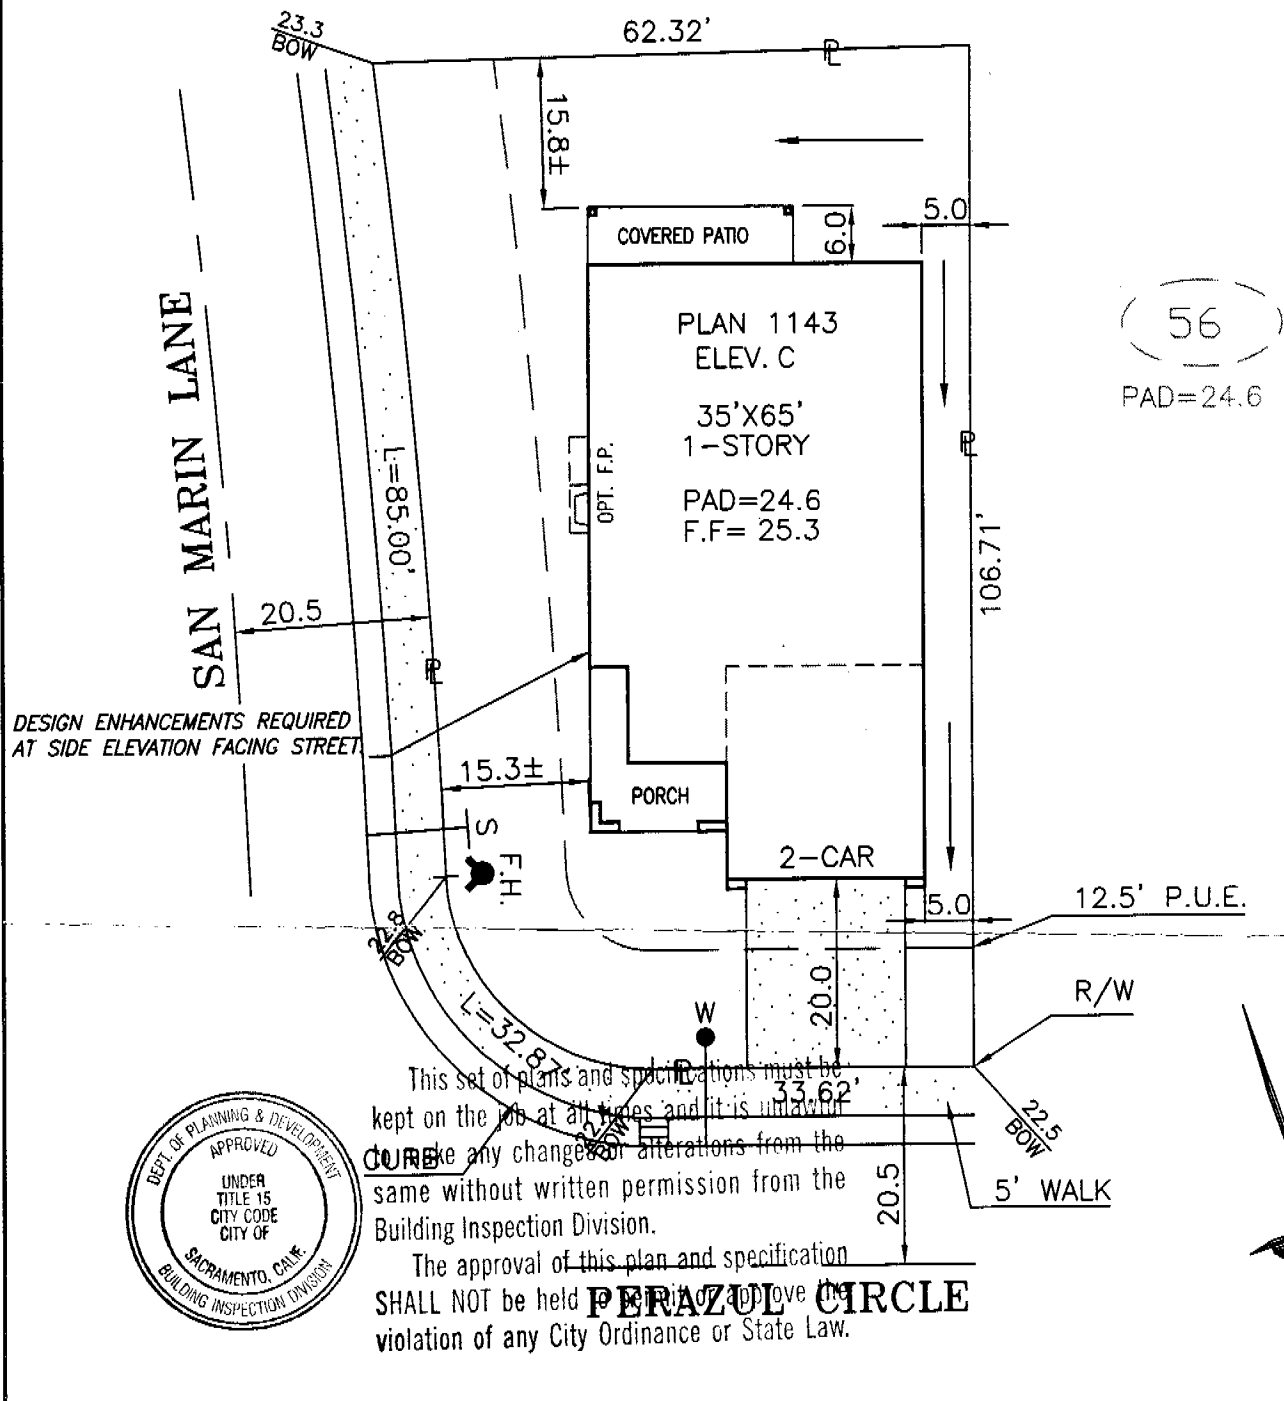 23.3
BOW
62.32'
PL
15.8±
COVERED PATIO
6.0
5.0
PLAN 1143
ELEV. C
35'X65'
1-STORY
PAD=24.6
F.F= 25.3
OPT. F.P.
56
PAD=24.6
PL
106.71'
SAN MARIN LANE
L=85.00'
20.5
PL
DESIGN ENHANCEMENTS REQUIRED
AT SIDE ELEVATION FACING STREET
15.3±
PORCH
S
F.H.
2-CAR
5.0
12.5' P.U.E.
22.8
BOW
20.0
R/W
L=32.87'
W
PL
33.62'
22.5
BOW
BOW
CURB
5' WALK
20.5
PERAZUL CIRCLE
This set of plans and specifications must be
kept on the job at all times and it is unlawful
to make any changes or alterations from the
same without written permission from the
Building Inspection Division.
The approval of this plan and specification
SHALL NOT be held to permit or approve the
violation of any City Ordinance or State Law.
DEPT. OF PLANNING & DEVELOPMENT
APPROVED
UNDER
TITLE 15
CITY CODE
CITY OF
SACRAMENTO, CALIF.
BUILDING INSPECTION DIVISION